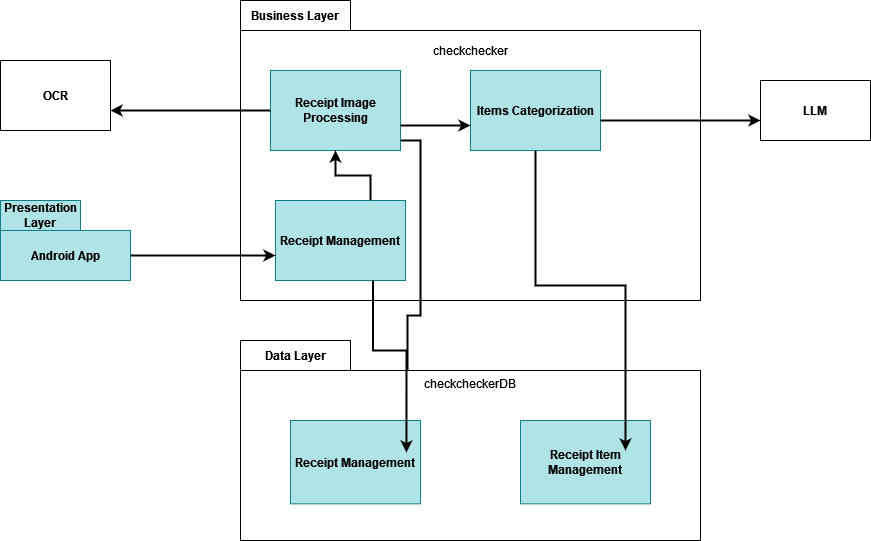 Business Layer
checkchecker
OCR
Receipt Image
Processing
Items Categorization
LLM
Presentation
Layer
Android App
Receipt Management
Data Layer
checkcheckerDB
Receipt Management
Receipt Item
Management